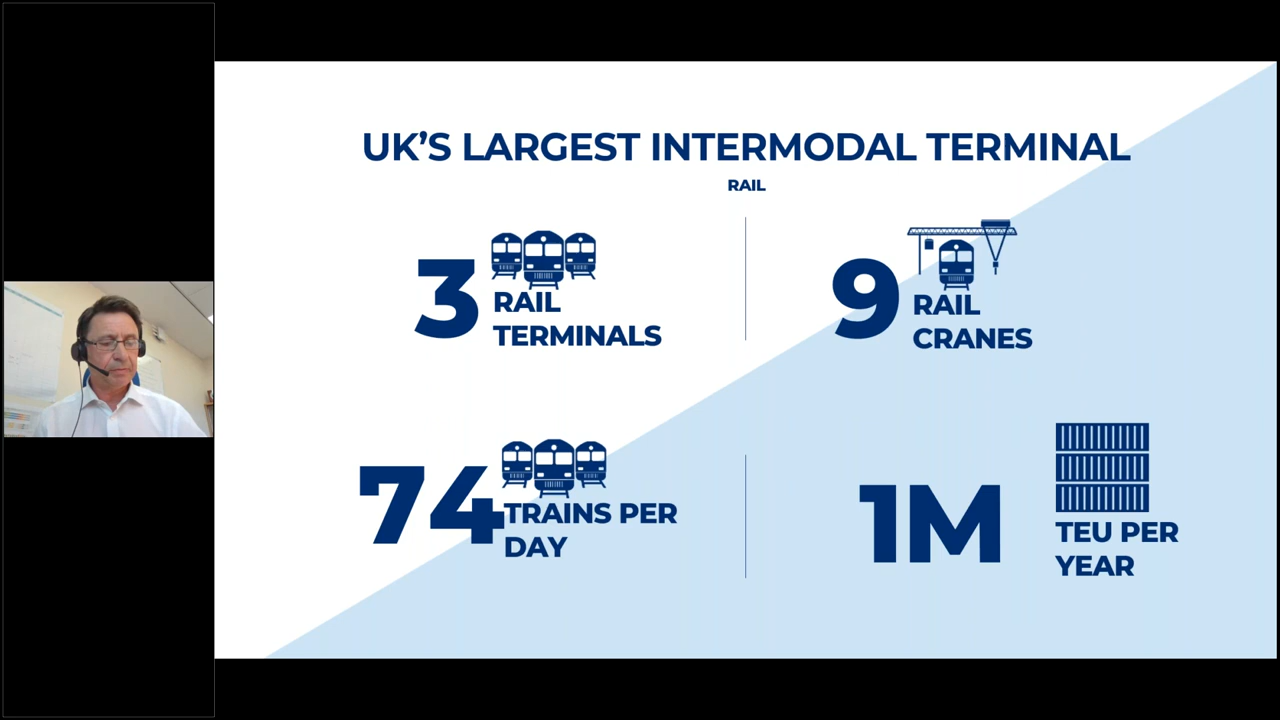 UK'S LARGEST INTERMODAL TERMINAL
RAIL
3
RAIL
TERMINALS
9
RAIL
CRANES
74
TRAINS PER
DAY
1M
TEU PER
YEAR